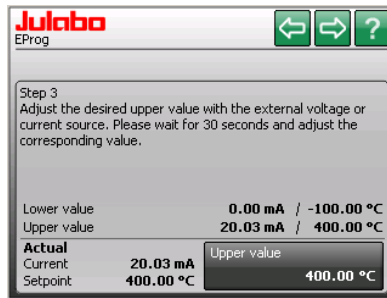 Julabo
EProg
?
Step 3
Adjust the desired upper value with the external voltage or
current source. Please wait for 30 seconds and adjust the
corresponding value.
Lower value 0.00 mA / -100.00 °C
Upper value 20.03 mA / 400.00 °C
Actual
Current 20.03 mA
Setpoint 400.00 °C
Upper value
400.00 °C